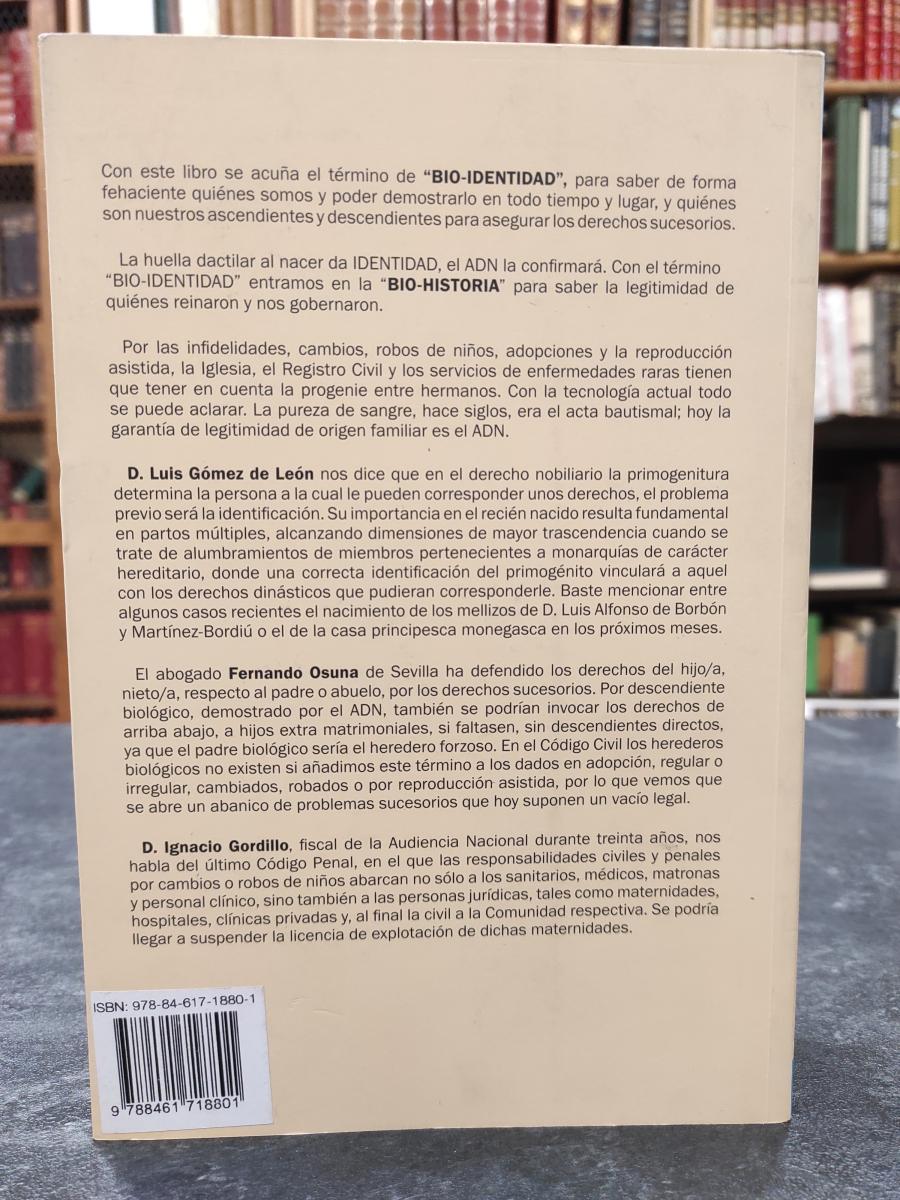 Con este libro se acuña el término de “BIO-IDENTIDAD”, para saber de forma
fehaciente quiénes somos y poder demostrarlo en todo tiempo y lugar, y quiénes
son nuestros ascendientes y descendientes para asegurar los derechos sucesorios.
La huella dactilar al nacer da IDENTIDAD, el ADN la confirmará. Con el término
“BIO-IDENTIDAD” entramos en la “BIO-HISTORIA” para saber la legitimidad de
quiénes reinaron y nos gobernaron.
Por las infidelidades, cambios, robos de niños, adopciones y la reproducción
asistida, la Iglesia, el Registro Civil y los servicios de enfermedades raras tienen
que tener en cuenta la progenie entre hermanos. Con la tecnología actual todo
se puede aclarar. La pureza de sangre, hace siglos, era el acta bautismal; hoy la
garantía de legitimidad de origen familiar es el ADN.
D. Luis Gómez de León nos dice que en el derecho nobiliario la primogenitura
determina la persona a la cual le pueden corresponder unos derechos, el problema
previo será la identificación. Su importancia en el recién nacido resulta fundamental
en partos múltiples, alcanzando dimensiones de mayor trascendencia cuando se
trate de alumbramientos de miembros pertenecientes a monarquías de carácter
hereditario, donde una correcta identificación del primogénito vinculará a aquel
con los derechos dinásticos que pudieran corresponderle. Baste mencionar entre
algunos casos recientes el nacimiento de los mellizos de D. Luis Alfonso de Borbón
y Martínez-Bordiú o el de la casa principesca monegasca en los próximos meses.
El abogado Fernando Osuna de Sevilla ha defendido los derechos del hijo/a,
nieto/a, respecto al padre o abuelo, por los derechos sucesorios. Por descendiente
biológico, demostrado por el ADN, también se podrían invocar los derechos de
arriba abajo, a hijos extra matrimoniales, si faltasen, sin descendientes directos,
ya que el padre biológico sería el heredero forzoso. En el Código Civil los herederos
biológicos no existen si añadimos este término a los dados en adopción, regular o
irregular, cambiados, robados o por reproducción asistida, por lo que vemos que
se abre un abanico de problemas sucesorios que hoy suponen un vacío legal.
D. Ignacio Gordillo, fiscal de la Audiencia Nacional durante treinta años, nos
habla del último Código Penal, en el que las responsabilidades civiles y penales
por cambios o robos de niños abarcan no sólo a los sanitarios, médicos, matronas
y personal clínico, sino también a las personas jurídicas, tales como maternidades,
hospitales, clínicas privadas y, al final la civil a la Comunidad respectiva. Se podría
llegar a suspender la licencia de explotación de dichas maternidades.
ISBN: 978-84-617-1880-1
9 788461 718801